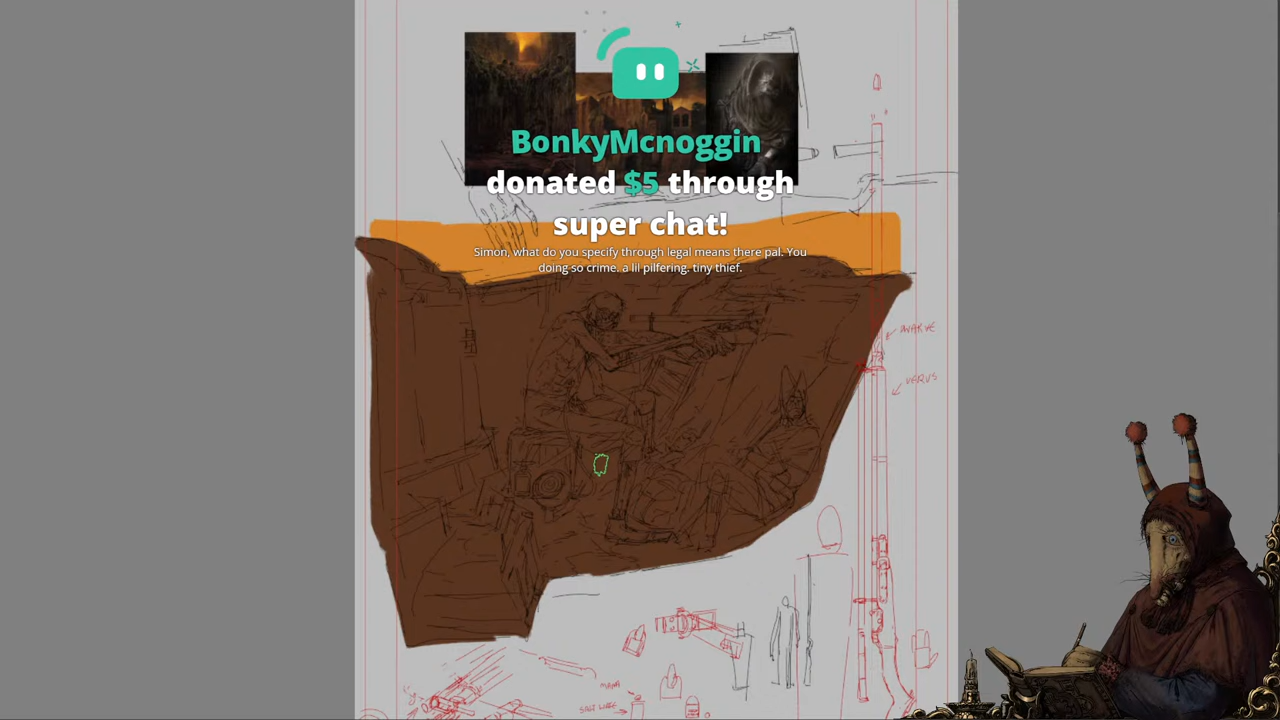 BonkyMcnoggin
donated $5 through
super chat!
Simon, what do you specify through legal means there pal. You
doing so crime. a lil pilfering. tiny thief.